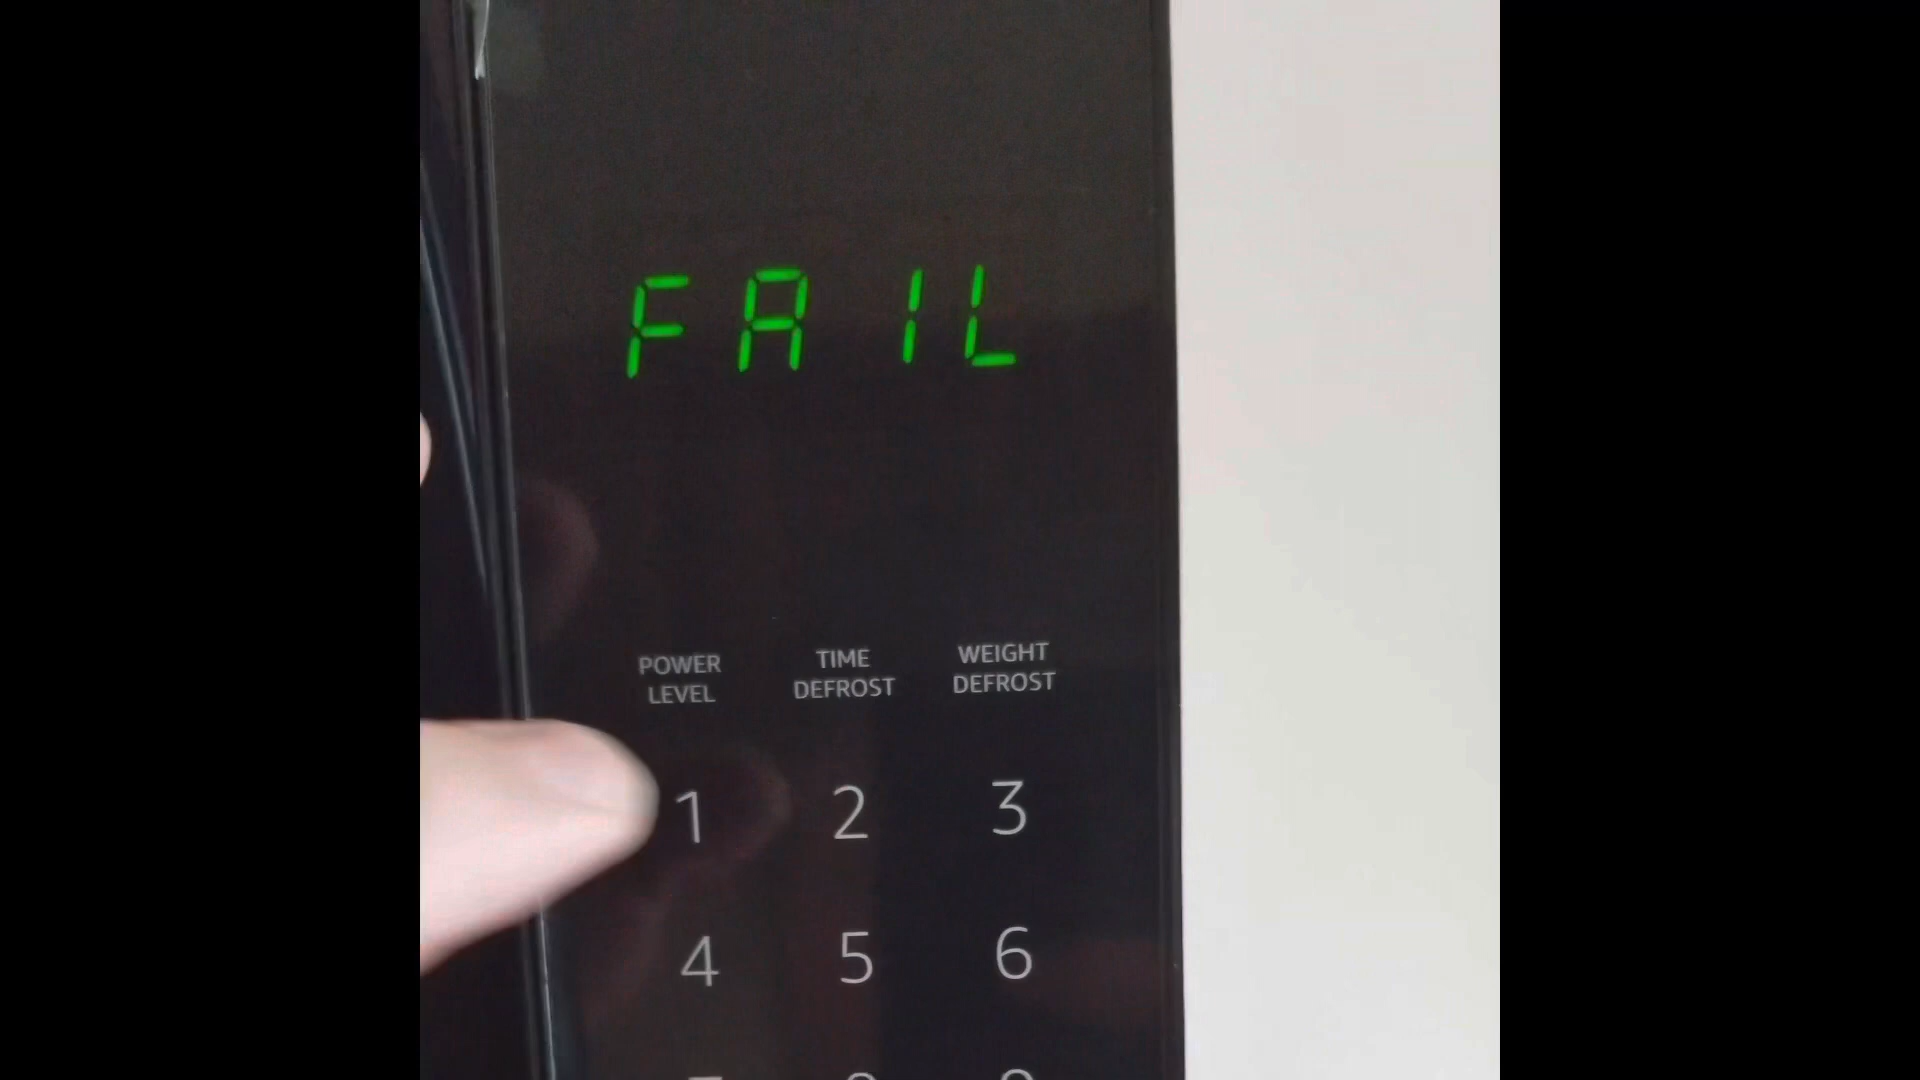 FAIL
POWER LEVEL
TIME DEFROST
WEIGHT DEFROST
1 2 3
4 5 6